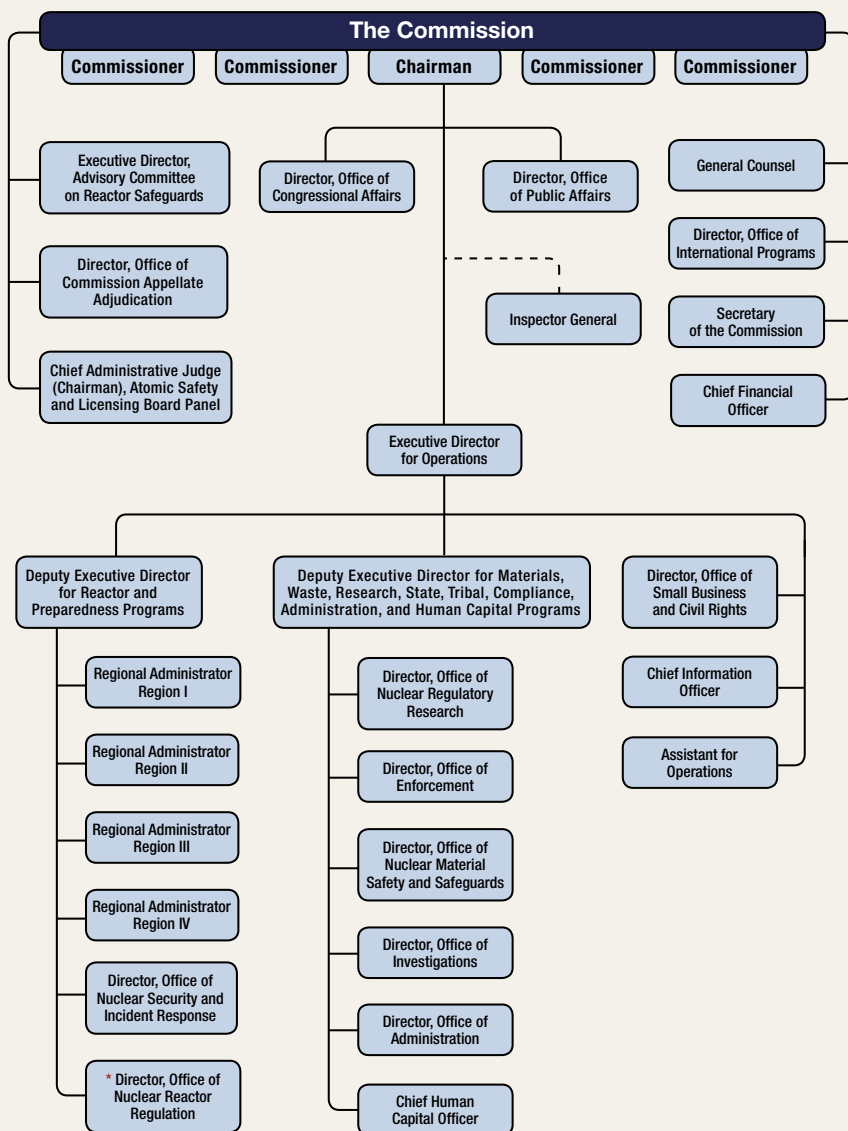 The Commission
Commissioner
Commissioner
Chairman
Commissioner
Commissioner
Executive Director,
Advisory Committee
on Reactor Safeguards
Director, Office of
Commission Appellate
Adjudication
Chief Administrative Judge
(Chairman), Atomic Safety
and Licensing Board Panel
Director, Office of
Congressional Affairs
Director, Office
of Public Affairs
Inspector General
General Counsel
Director, Office of
International Programs
Secretary
of the Commission
Chief Financial
Officer
Executive Director
for Operations
Deputy Executive Director
for Reactor and
Preparedness Programs
Regional Administrator
Region I
Regional Administrator
Region II
Regional Administrator
Region III
Regional Administrator
Region IV
Director, Office of
Nuclear Security and
Incident Response
* Director, Office of
Nuclear Reactor
Regulation
Deputy Executive Director for Materials,
Waste, Research, State, Tribal, Compliance,
Administration, and Human Capital Programs
Director, Office of
Nuclear Regulatory
Research
Director, Office of
Enforcement
Director, Office of
Nuclear Material
Safety and Safeguards
Director, Office of
Investigations
Director, Office of
Administration
Chief Human
Capital Officer
Director, Office of
Small Business
and Civil Rights
Chief Information
Officer
Assistant for
Operations